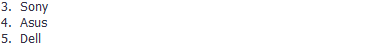 3. Sony
4. Asus
5. Dell